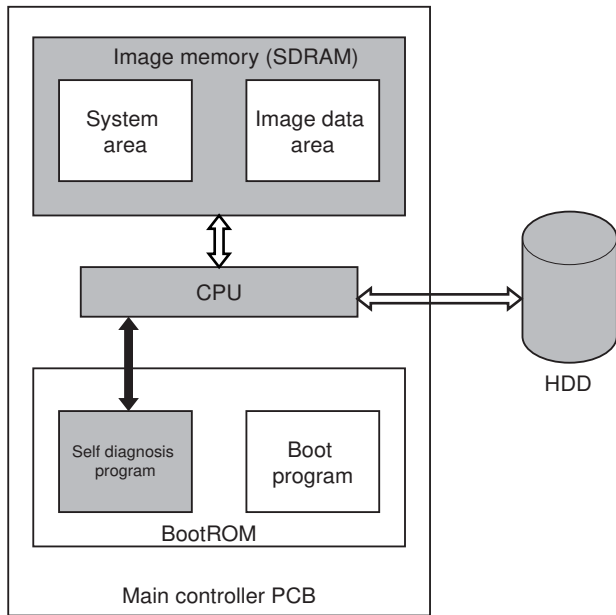 Image memory (SDRAM)
System
area
Image data
area
CPU
HDD
Self diagnosis
program
Boot
program
BootROM
Main controller PCB